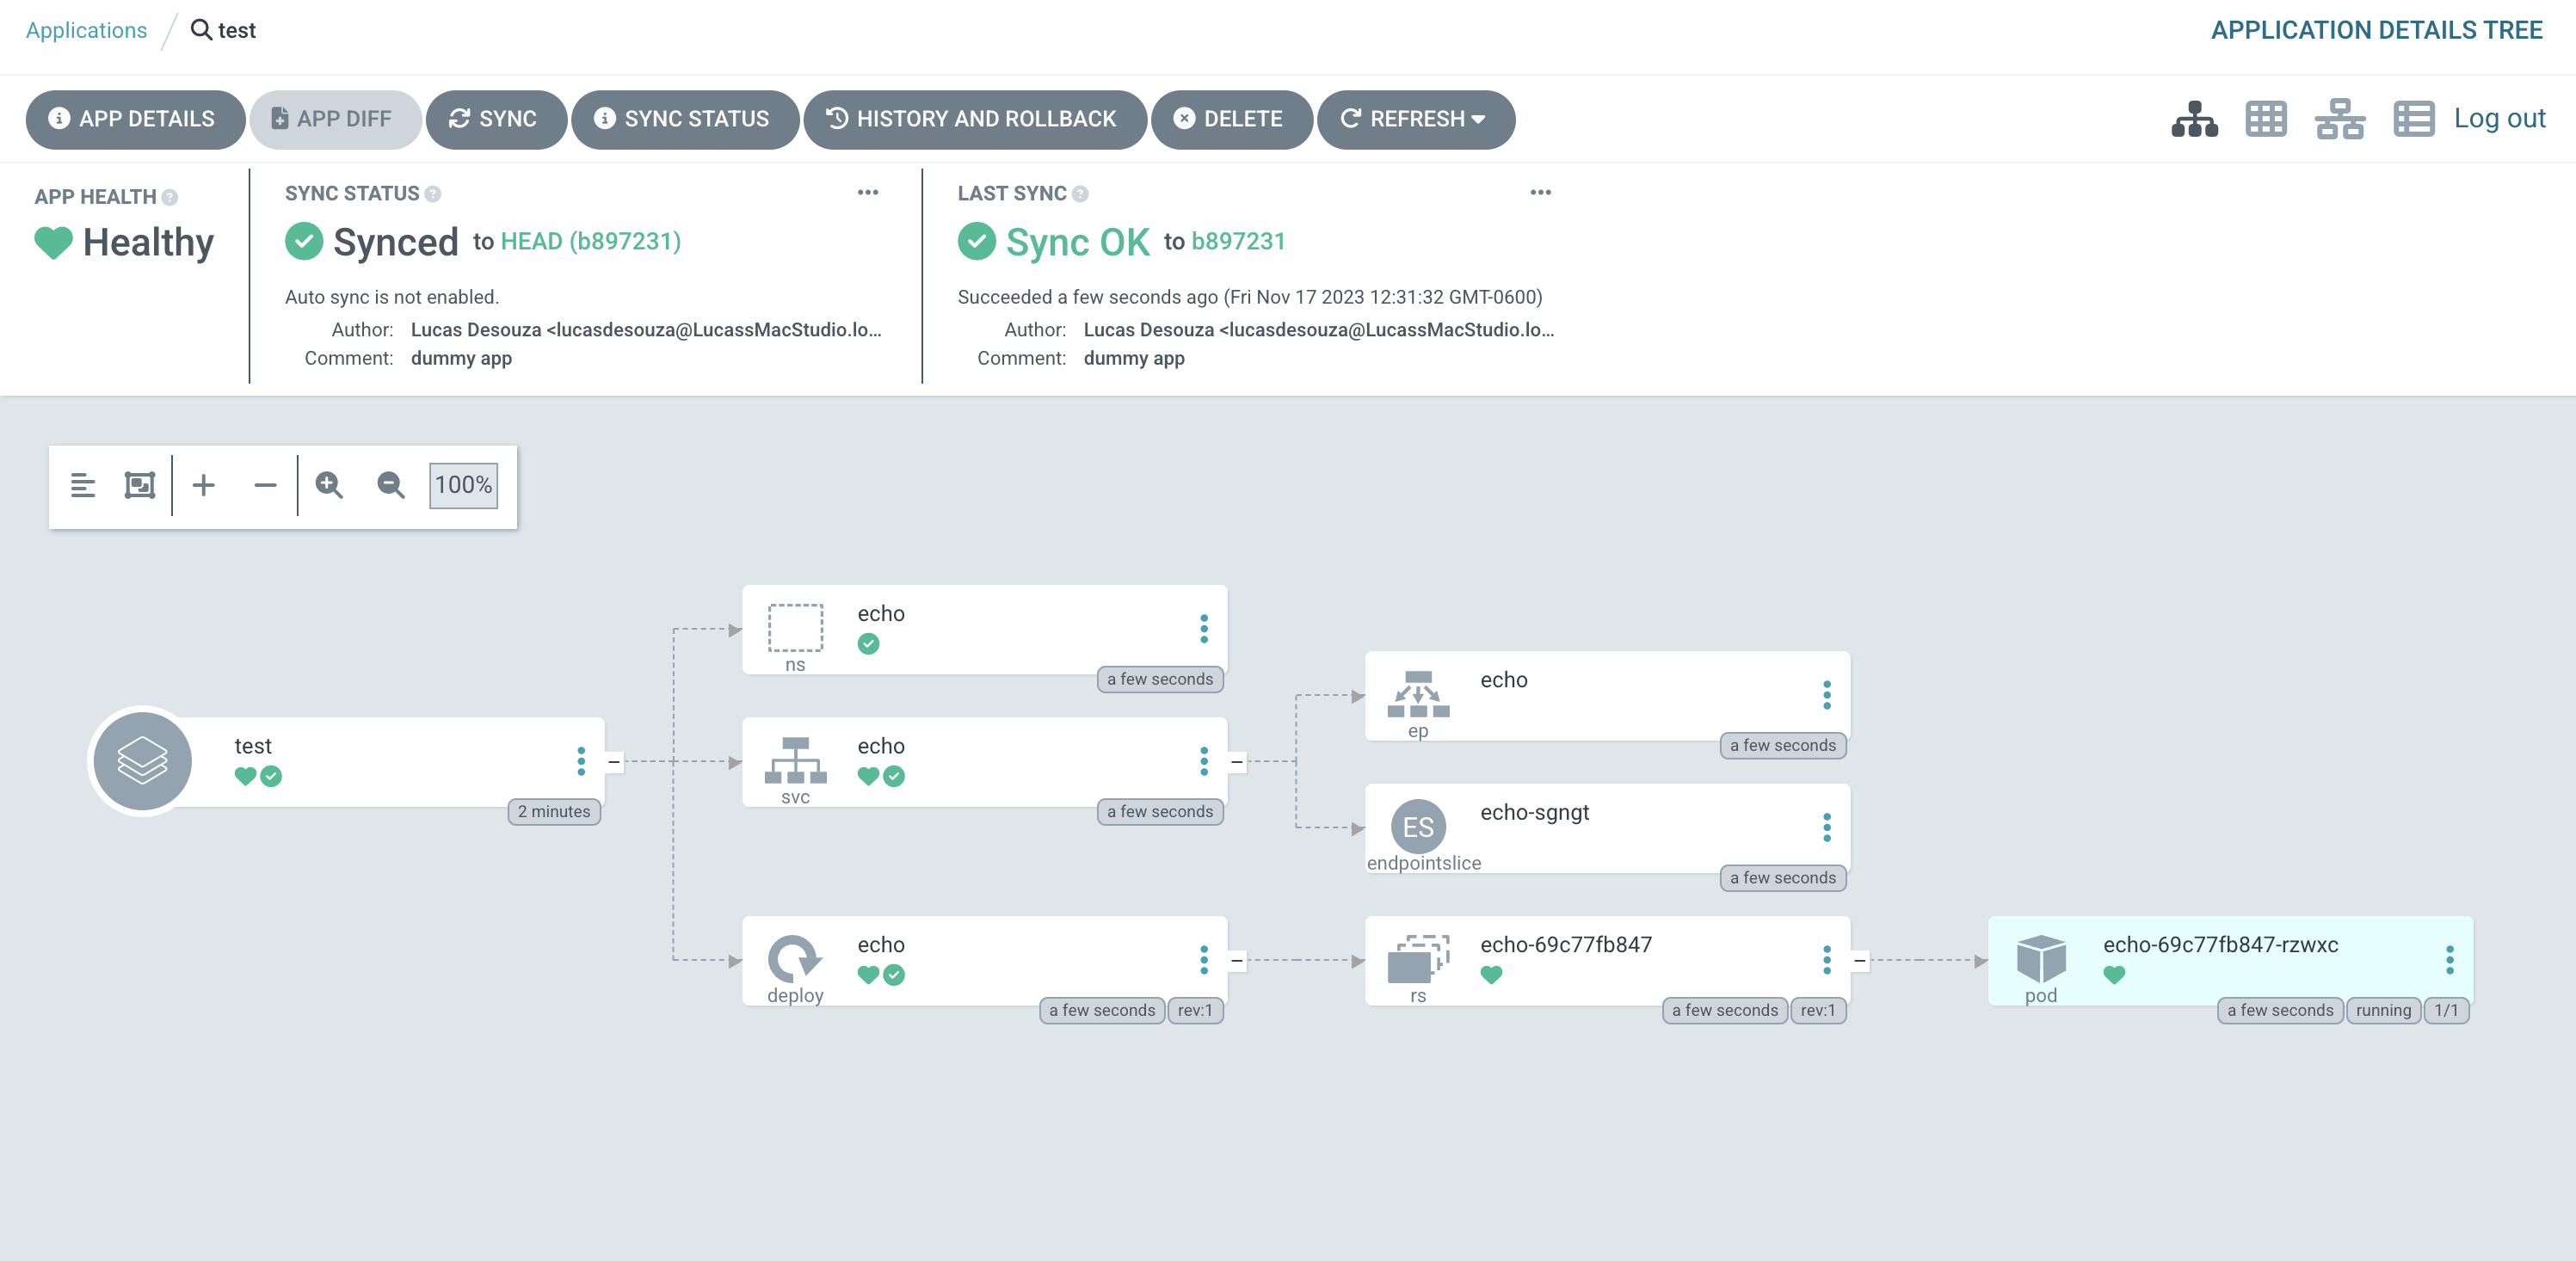 Applications / test
APPLICATION DETAILS TREE
APP DETAILS
APP DIFF
SYNC
SYNC STATUS
HISTORY AND ROLLBACK
DELETE
REFRESH
Log out
APP HEALTH
Healthy
SYNC STATUS
Synced to HEAD (b897231)
Auto sync is not enabled.
Author: Lucas Desouza <lucasdesouza@LucassMacStudio.lo...
Comment: dummy app
LAST SYNC
Sync OK to b897231
Succeeded a few seconds ago (Fri Nov 17 2023 12:31:32 GMT-0600)
Author: Lucas Desouza <lucasdesouza@LucassMacStudio.lo...
Comment: dummy app
100%
test
2 minutes
echo
ns
a few seconds
echo
svc
a few seconds
echo
deploy
a few seconds
rev:1
echo
ep
a few seconds
ES
echo-sgngt
endpointslice
a few seconds
echo-69c77fb847
rs
a few seconds
rev:1
echo-69c77fb847-rzwxc
pod
a few seconds
running
1/1